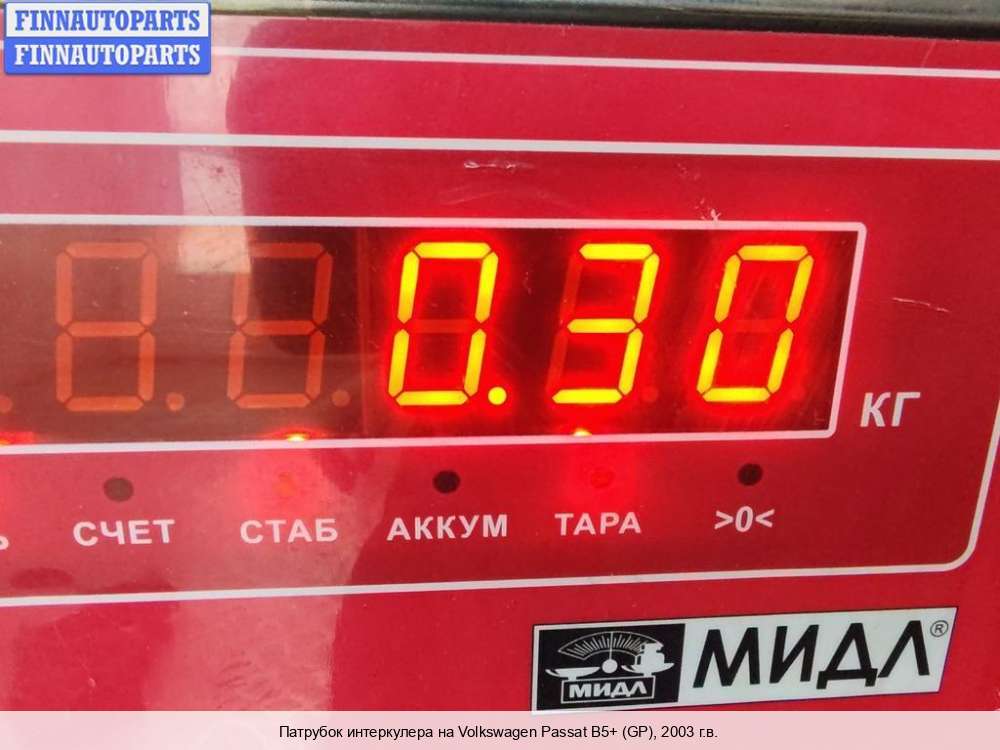 FINNAUTOPARTS
FINNAUTOPARTS
0.30
КГ
СЧЕТ СТАБ АККУМ ТАРА >0<
МИДЛ МИДЛ®
Патрубок интеркулера на Volkswagen Passat B5+ (GP), 2003 г.в.